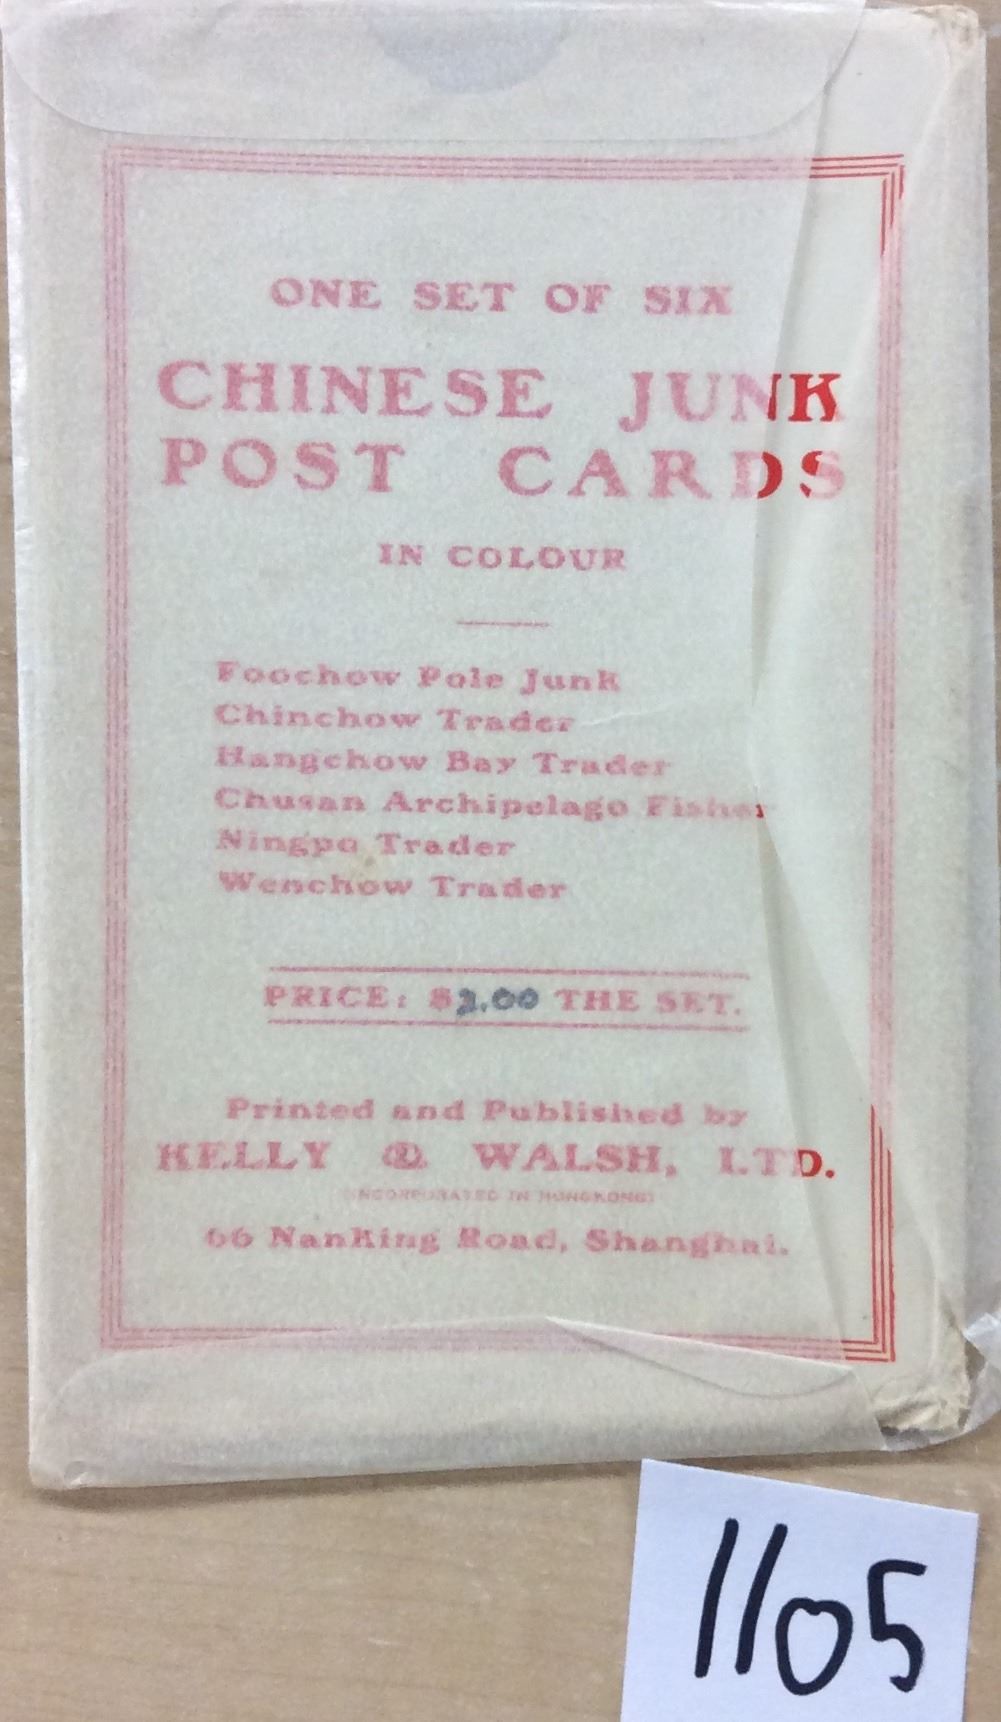 ONE SET OF SIX
CHINESE JUNK
POST CARDS
IN COLOUR
Foochow Pole Junk
Chinchow Trader
Hangchow Bay Trader
Chusan Archipelago Fisher
Ningpo Trader
Wenchow Trader
PRICE: $2.00 THE SET.
Printed and Published by
KELLY & WALSH, LTD.
(INCORPORATED IN HONGKONG)
66 Nanking Road, Shanghai.
1105